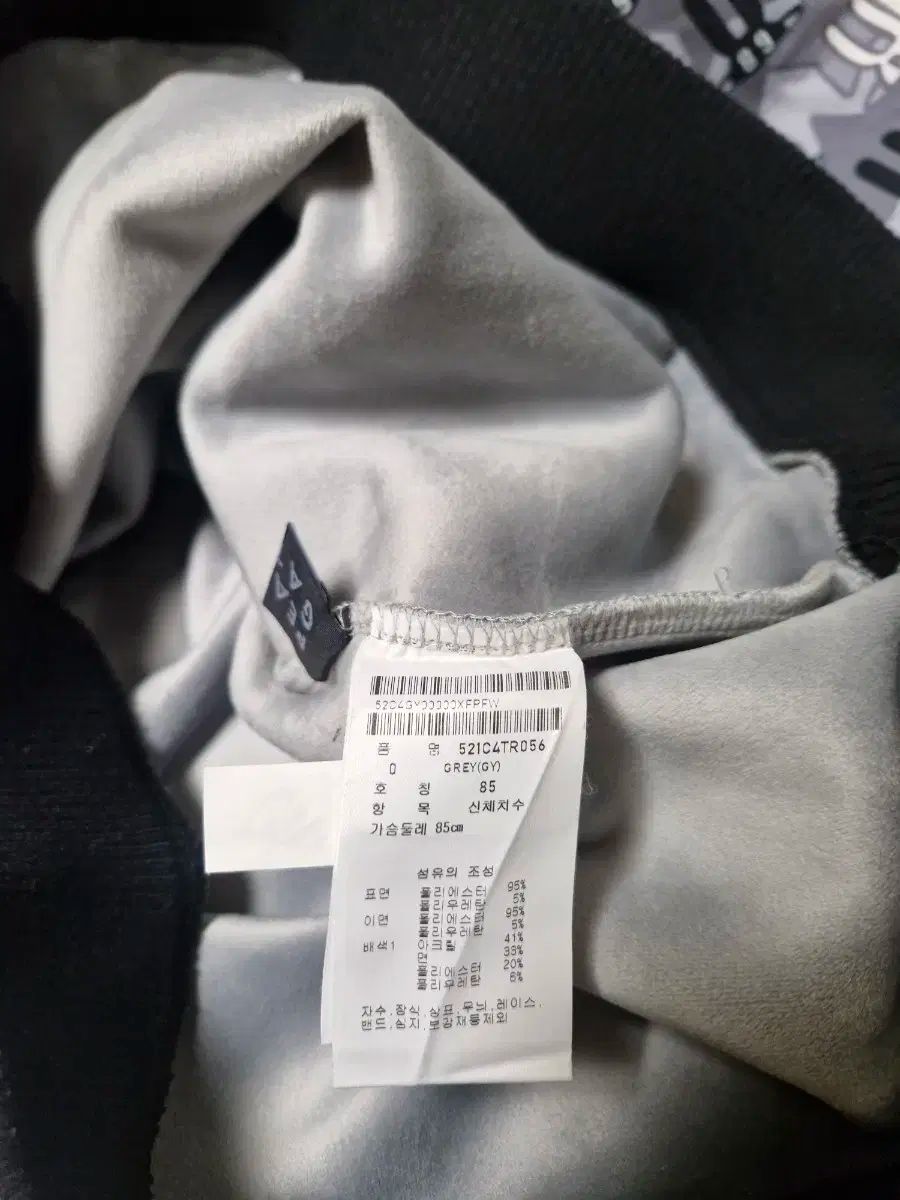 52C4GY00000XFPFW
품 명 521C4TR056
0 GREY(GY)
호 칭 85
항 목 신체치수
가슴둘레 85㎝
섬유의 조성
표면 폴리에스터 95%
폴리우레탄 5%
이면 폴리에스터 95%
폴리우레탄 5%
배색1 아크릴 41%
면 33%
폴리에스터 20%
폴리우레탄 6%
자수,장식,상표,무늬,레이스,
밴드,심지,보강재등제외